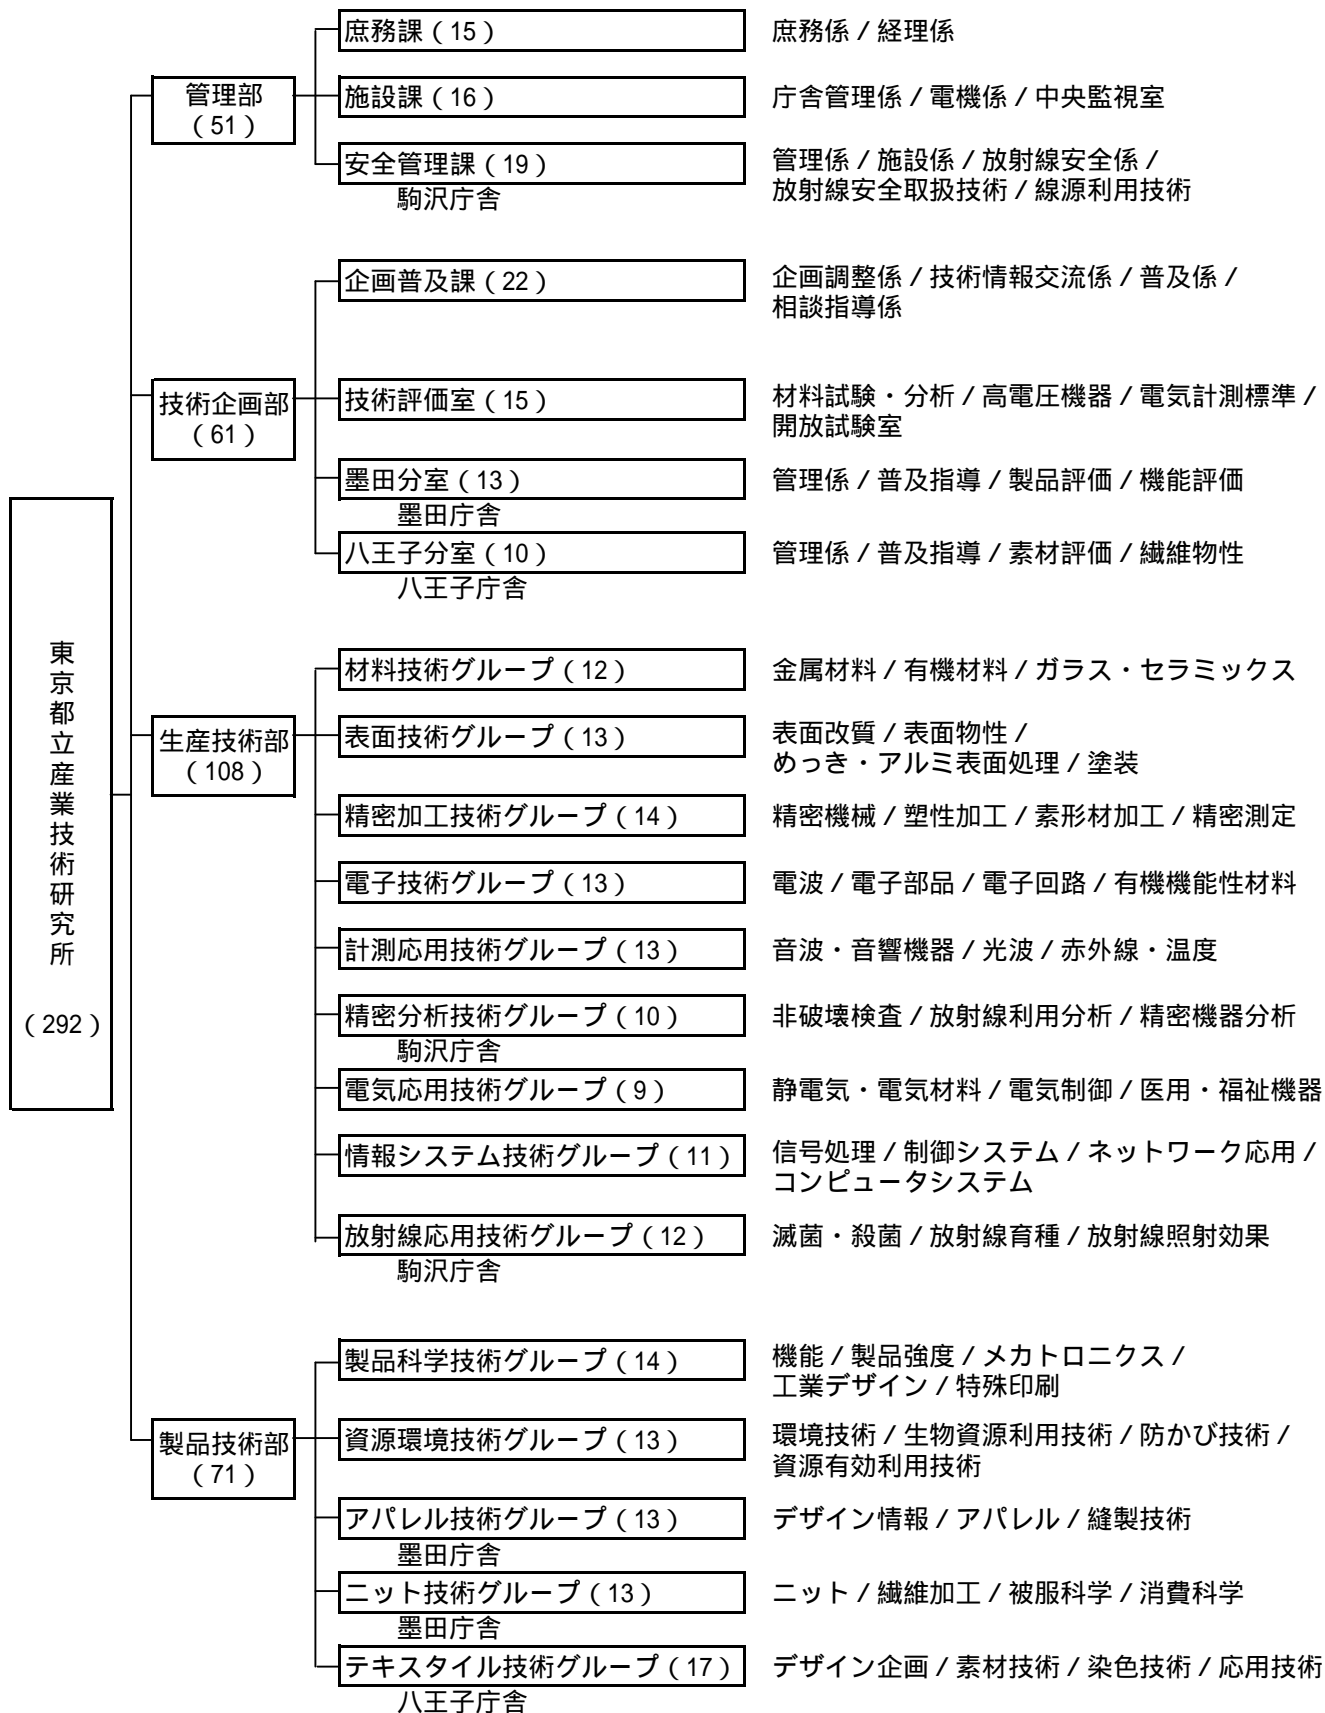 東京都立産業技術研究所
(292)
管理部
(51)
庶務課(15)
庶務係/経理係
施設課(16)
庁舎管理係/電機係/中央監視室
安全管理課(19)
駒沢庁舎
管理係/施設係/放射線安全係/
放射線安全取扱技術/線源利用技術
技術企画部
(61)
企画普及課(22)
企画調整係/技術情報交流係/普及係/
相談指導係
技術評価室(15)
材料試験・分析/高電圧機器/電気計測標準/
開放試験室
墨田分室(13)
墨田庁舎
管理係/普及指導/製品評価/機能評価
八王子分室(10)
八王子庁舎
管理係/普及指導/素材評価/繊維物性
生産技術部
(108)
材料技術グループ(12)
金属材料/有機材料/ガラス・セラミックス
表面技術グループ(13)
表面改質/表面物性/
めっき・アルミ表面処理/塗装
精密加工技術グループ(14)
精密機械/塑性加工/素形材加工/精密測定
電子技術グループ(13)
電波/電子部品/電子回路/有機機能性材料
計測応用技術グループ(13)
音波・音響機器/光波/赤外線・温度
精密分析技術グループ(10)
駒沢庁舎
非破壊検査/放射線利用分析/精密機器分析
電気応用技術グループ(9)
静電気・電気材料/電気制御/医用・福祉機器
情報システム技術グループ(11)
信号処理/制御システム/ネットワーク応用/
コンピュータシステム
放射線応用技術グループ(12)
駒沢庁舎
滅菌・殺菌/放射線育種/放射線照射効果
製品技術部
(71)
製品科学技術グループ(14)
機能/製品強度/メカトロニクス/
工業デザイン/特殊印刷
資源環境技術グループ(13)
環境技術/生物資源利用技術/防かび技術/
資源有効利用技術
アパレル技術グループ(13)
墨田庁舎
デザイン情報/アパレル/縫製技術
ニット技術グループ(13)
墨田庁舎
ニット/繊維加工/被服科学/消費科学
テキスタイル技術グループ(17)
八王子庁舎
デザイン企画/素材技術/染色技術/応用技術